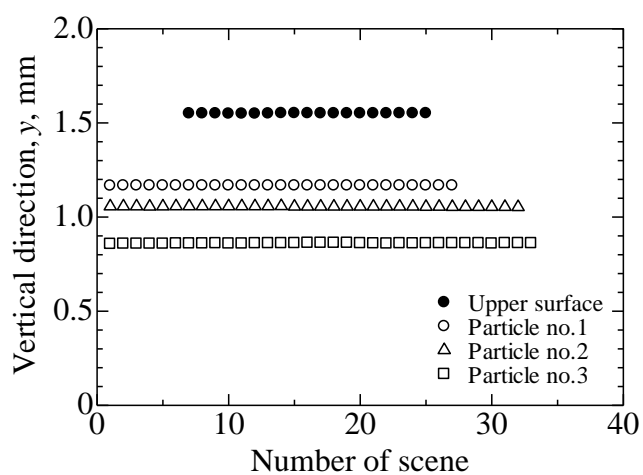 2.0
1.5
1.0
0.5
0
Vertical direction, y, mm
Upper surface
Particle no.1
Particle no.2
Particle no.3
0 10 20 30 40
Number of scene